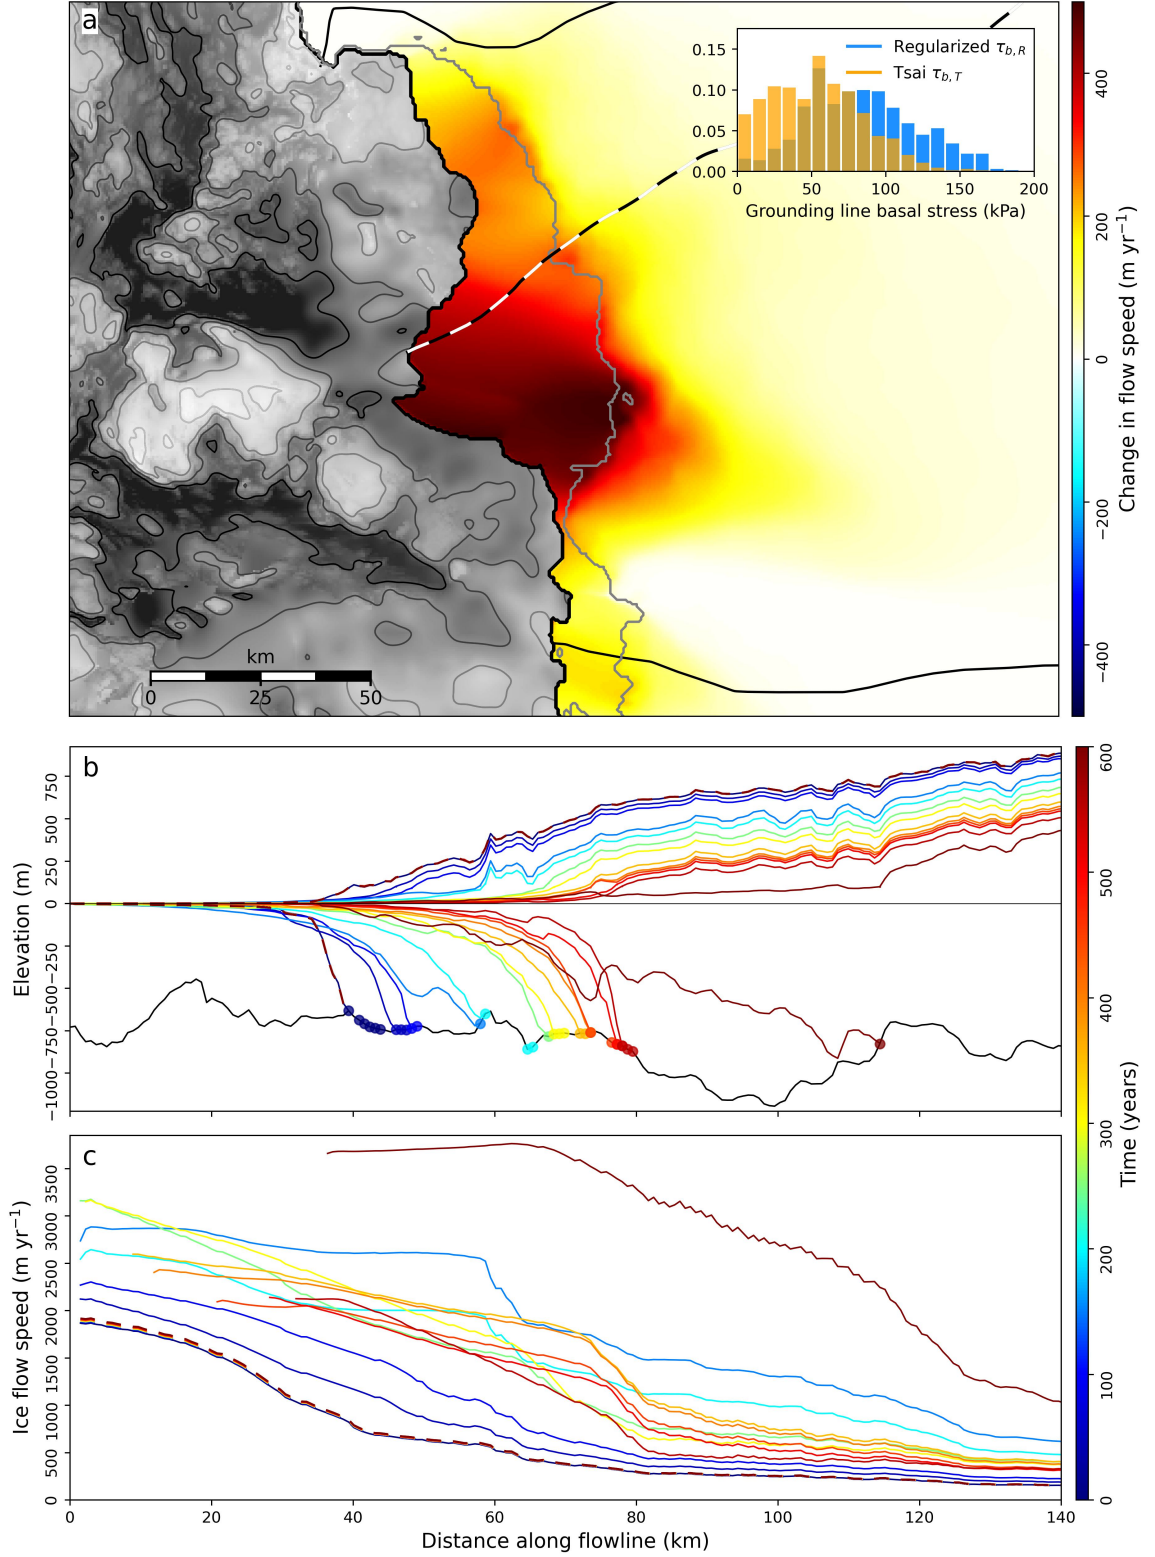 a
0.15
0.10
0.05
0.00
0 50 100 150 200
Grounding line basal stress (kPa)
Regularized τb,R
Tsai τb,T
km
0 25 50
400
200
0
−200
−400
Change in flow speed (m yr−1)
b
750
500
250
0
−250
−500
−750
−1000
Elevation (m)
c
3500
3000
2500
2000
1500
1000
500
0
Ice flow speed (m yr−1)
0 20 40 60 80 100 120 140
Distance along flowline (km)
600
500
400
300
200
100
0
Time (years)